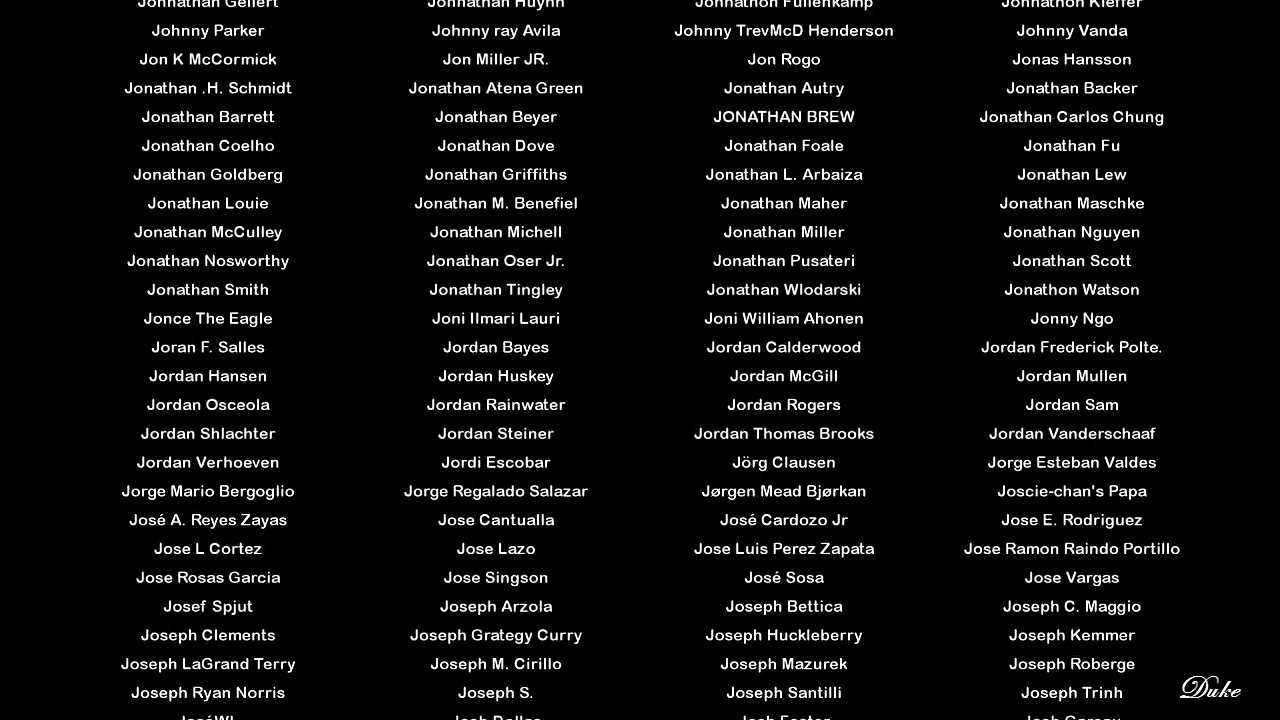 Jonathan Gellert Johnathan Huynh Johnathon Fullenkamp Johnathon Kieffer
Johnny Parker Johnny ray Avila Johnny TrevMcD Henderson Johnny Vanda
Jon K McCormick Jon Miller JR. Jon Rogo Jonas Hansson
Jonathan .H. Schmidt Jonathan Atena Green Jonathan Autry Jonathan Backer
Jonathan Barrett Jonathan Beyer JONATHAN BREW Jonathan Carlos Chung
Jonathan Coelho Jonathan Dove Jonathan Foale Jonathan Fu
Jonathan Goldberg Jonathan Griffiths Jonathan L. Arbaiza Jonathan Lew
Jonathan Louie Jonathan M. Benefiel Jonathan Maher Jonathan Maschke
Jonathan McCulley Jonathan Michell Jonathan Miller Jonathan Nguyen
Jonathan Nosworthy Jonathan Oser Jr. Jonathan Pusateri Jonathan Scott
Jonathan Smith Jonathan Tingley Jonathan Wlodarski Jonathon Watson
Jonce The Eagle Joni Ilmari Lauri Joni William Ahonen Jonny Ngo
Joran F. Salles Jordan Bayes Jordan Calderwood Jordan Frederick Polte.
Jordan Hansen Jordan Huskey Jordan McGill Jordan Mullen
Jordan Osceola Jordan Rainwater Jordan Rogers Jordan Sam
Jordan Shlachter Jordan Steiner Jordan Thomas Brooks Jordan Vanderschaaf
Jordan Verhoeven Jordi Escobar Jörg Clausen Jorge Esteban Valdes
Jorge Mario Bergoglio Jorge Regalado Salazar Jørgen Mead Bjørkan Joscie-chan's Papa
José A. Reyes Zayas Jose Cantualla José Cardozo Jr Jose E. Rodriguez
Jose L Cortez Jose Lazo Jose Luis Perez Zapata Jose Ramon Raindo Portillo
Jose Rosas Garcia Jose Singson José Sosa Jose Vargas
Josef Spjut Joseph Arzola Joseph Bettica Joseph C. Maggio
Joseph Clements Joseph Grategy Curry Joseph Huckleberry Joseph Kemmer
Joseph LaGrand Terry Joseph M. Cirillo Joseph Mazurek Joseph Roberge
Joseph Ryan Norris Joseph S. Joseph Santilli Joseph Trinh
Duke